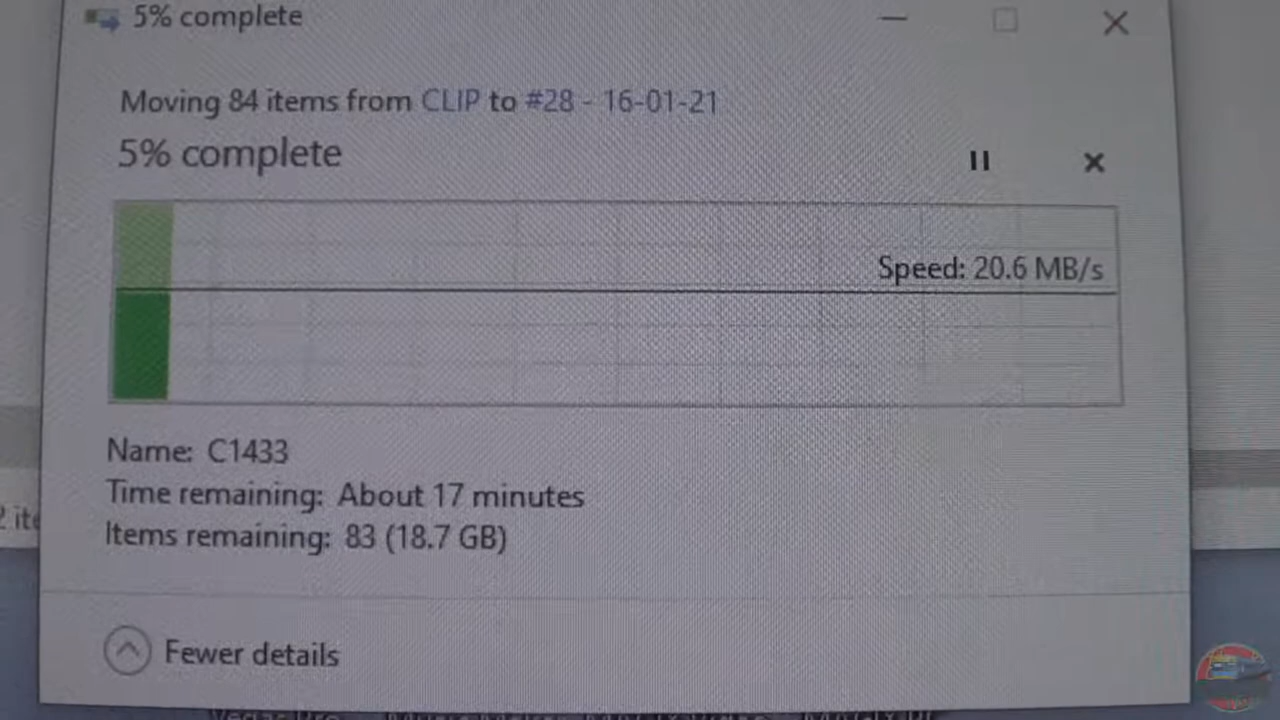 5% complete
Moving 84 items from CLIP to #28 - 16-01-21
5% complete
Speed: 20.6 MB/s
Name: C1433
Time remaining: About 17 minutes
Items remaining: 83 (18.7 GB)
Fewer details